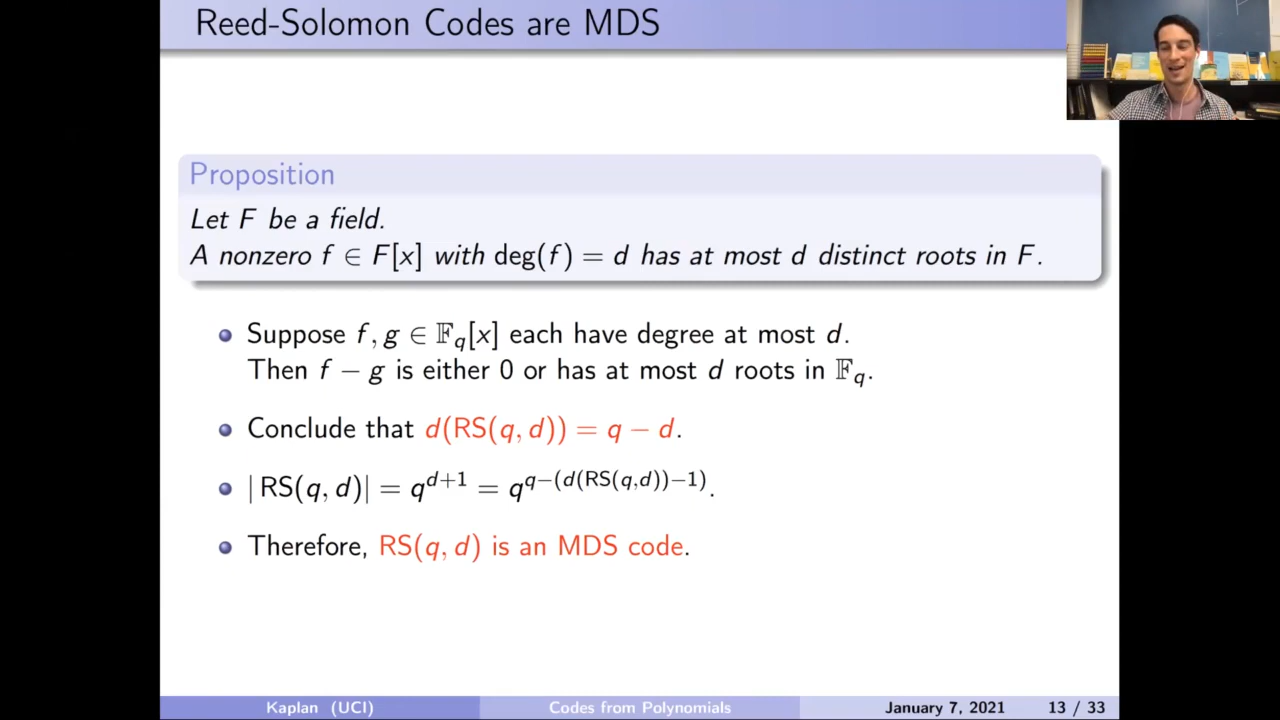 Reed-Solomon Codes are MDS
Proposition
Let F be a field.
A nonzero f ∈ F[x] with deg(f) = d has at most d distinct roots in F.
Suppose f, g ∈ 𝔽_q[x] each have degree at most d.
Then f − g is either 0 or has at most d roots in 𝔽_q.
Conclude that d(RS(q, d)) = q − d.
| RS(q, d)| = q^{d+1} = q^{q−(d(RS(q,d))−1)}.
Therefore, RS(q, d) is an MDS code.
Kaplan (UCI) Codes from Polynomials January 7, 2021 13 / 33